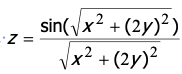 z = sin(√(x² + (2y)²)) / √(x² + (2y)²)